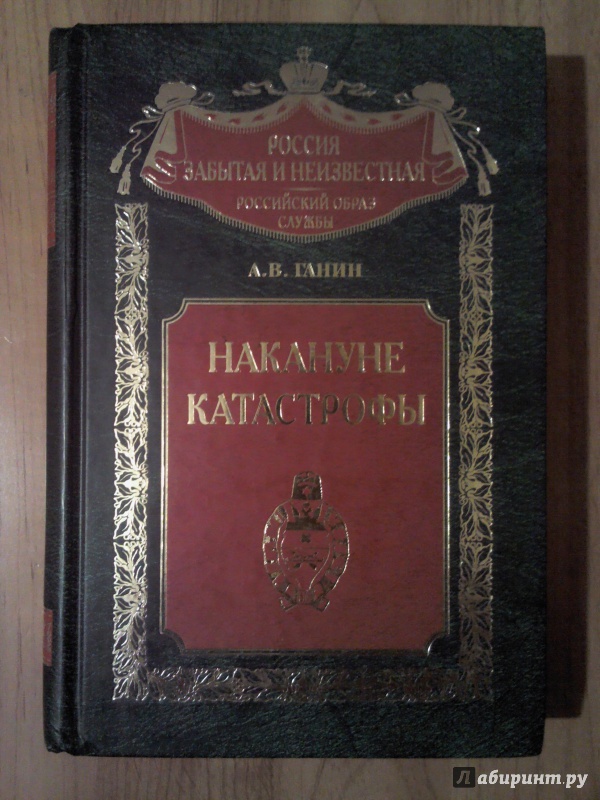 РОССИЯ
ЗАБЫТАЯ И НЕИЗВЕСТНАЯ
РОССИЙСКИЙ ОБРАЗ
СЛУЖБЫ
А.В. ГАНИН
НАКАНУНЕ
КАТАСТРОФЫ
Лабиринт.ру